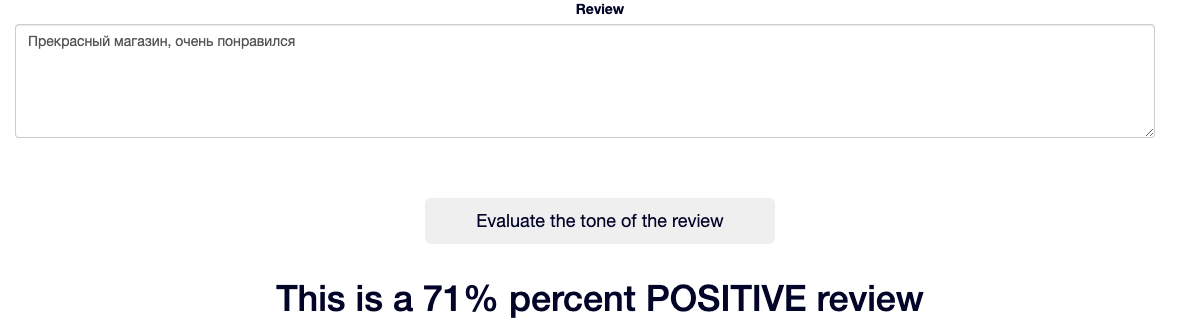 Review
Прекрасный магазин, очень понравился
Evaluate the tone of the review
This is a 71% percent POSITIVE review